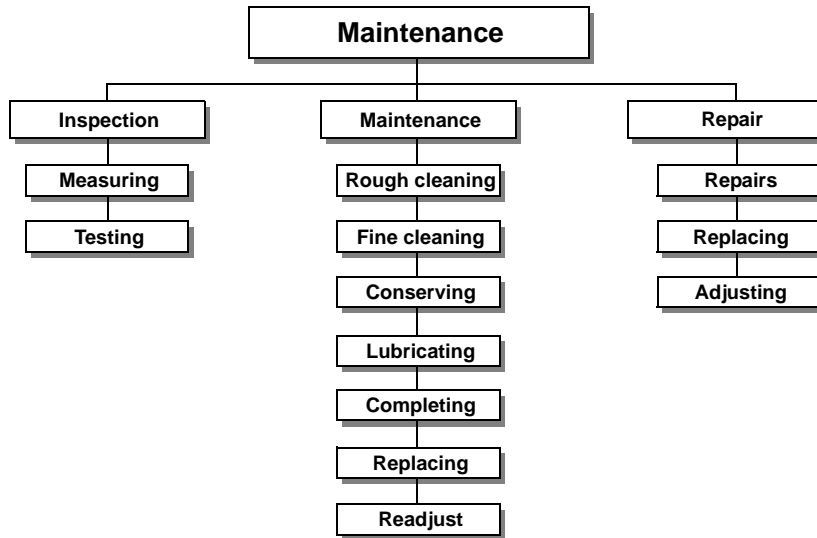 Maintenance
Inspection
Maintenance
Repair
Measuring
Rough cleaning
Repairs
Testing
Fine cleaning
Replacing
Conserving
Adjusting
Lubricating
Completing
Replacing
Readjust